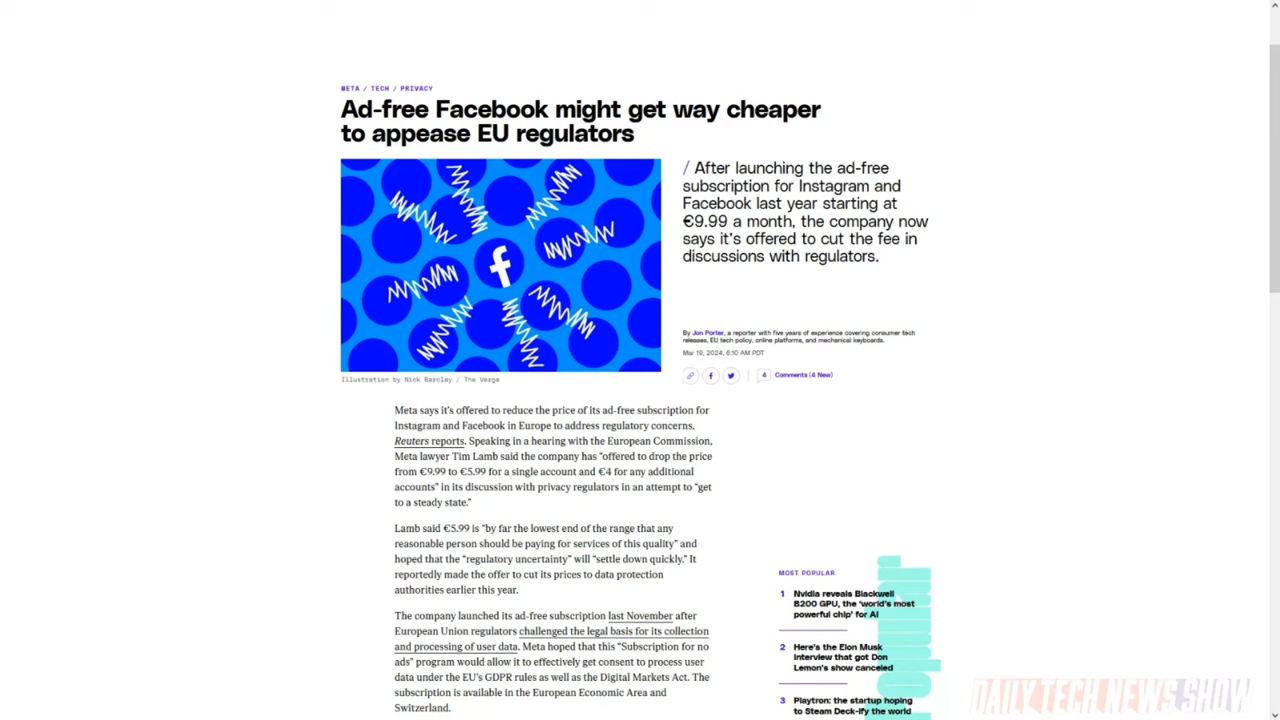 META / TECH / PRIVACY
Ad-free Facebook might get way cheaper
to appease EU regulators
/ After launching the ad-free
subscription for Instagram and
Facebook last year starting at
€9.99 a month, the company now
says it's offered to cut the fee in
discussions with regulators.
By Jon Porter, a reporter with five years of experience covering consumer tech
releases, EU tech policy, online platforms, and mechanical keyboards.
Mar 19, 2024, 6:10 AM PDT
4 Comments (4 New)
Illustration by Nick Barclay / The Verge
Meta says it's offered to reduce the price of its ad-free subscription for
Instagram and Facebook in Europe to address regulatory concerns,
Reuters reports. Speaking in a hearing with the European Commission,
Meta lawyer Tim Lamb said the company has "offered to drop the price
from €9.99 to €5.99 for a single account and €4 for any additional
accounts" in its discussion with privacy regulators in an attempt to "get
to a steady state."
Lamb said €5.99 is "by far the lowest end of the range that any
reasonable person should be paying for services of this quality" and
hoped that the "regulatory uncertainty" will "settle down quickly." It
reportedly made the offer to cut its prices to data protection
authorities earlier this year.
The company launched its ad-free subscription last November after
European Union regulators challenged the legal basis for its collection
and processing of user data. Meta hoped that this "Subscription for no
ads" program would allow it to effectively get consent to process user
data under the EU's GDPR rules as well as the Digital Markets Act. The
subscription is available in the European Economic Area and
Switzerland.
MOST POPULAR
1 Nvidia reveals Blackwell
B200 GPU, the 'world's most
powerful chip' for AI
2 Here's the Elon Musk
interview that got Don
Lemon's show canceled
3 Playtron: the startup hoping
to Steam Deck-ify the world
DAILY TECH NEWS SHOW